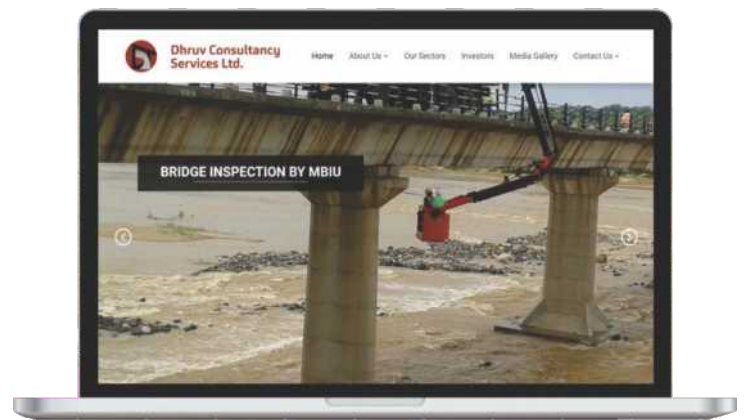 Dhruv Consultancy
Services Ltd.
Home About Us Our Sectors Investors Media Gallery Contact Us
BRIDGE INSPECTION BY MBIU